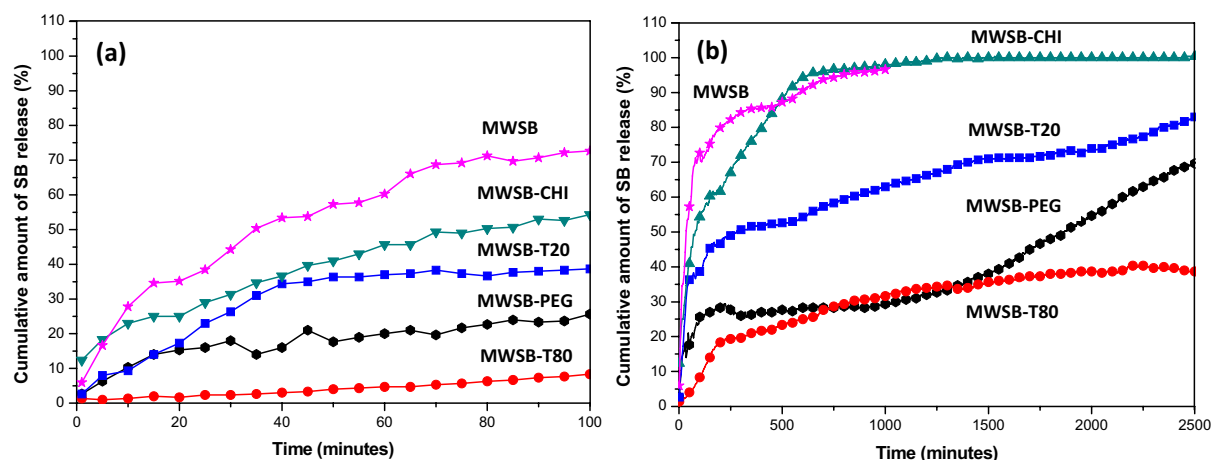 (a)
Cumulative amount of SB release (%)
110
100
90
80
70
60
50
40
30
20
10
0
MWSB
MWSB-CHI
MWSB-T20
MWSB-PEG
MWSB-T80
0 20 40 60 80 100
Time (minutes)
(b)
Cumulative amount of SB release (%)
110
100
90
80
70
60
50
40
30
20
10
0
MWSB-CHI
MWSB
MWSB-T20
MWSB-PEG
MWSB-T80
0 500 1000 1500 2000 2500
Time (minutes)